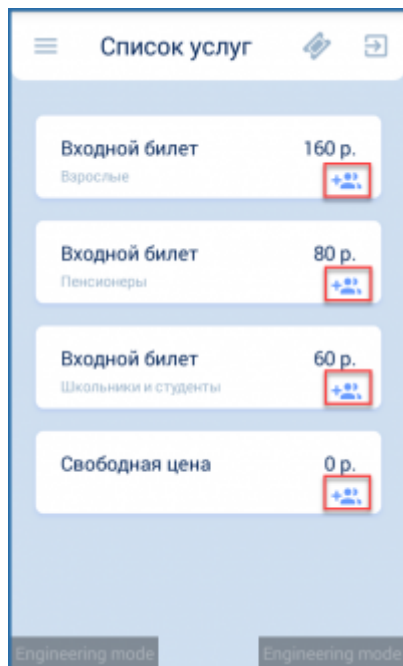 Список услуг
Входной билет 160 р.
Взрослые
Входной билет 80 р.
Пенсионеры
Входной билет 60 р.
Школьники и студенты
Свободная цена 0 р.
Engineering mode Engineering mode